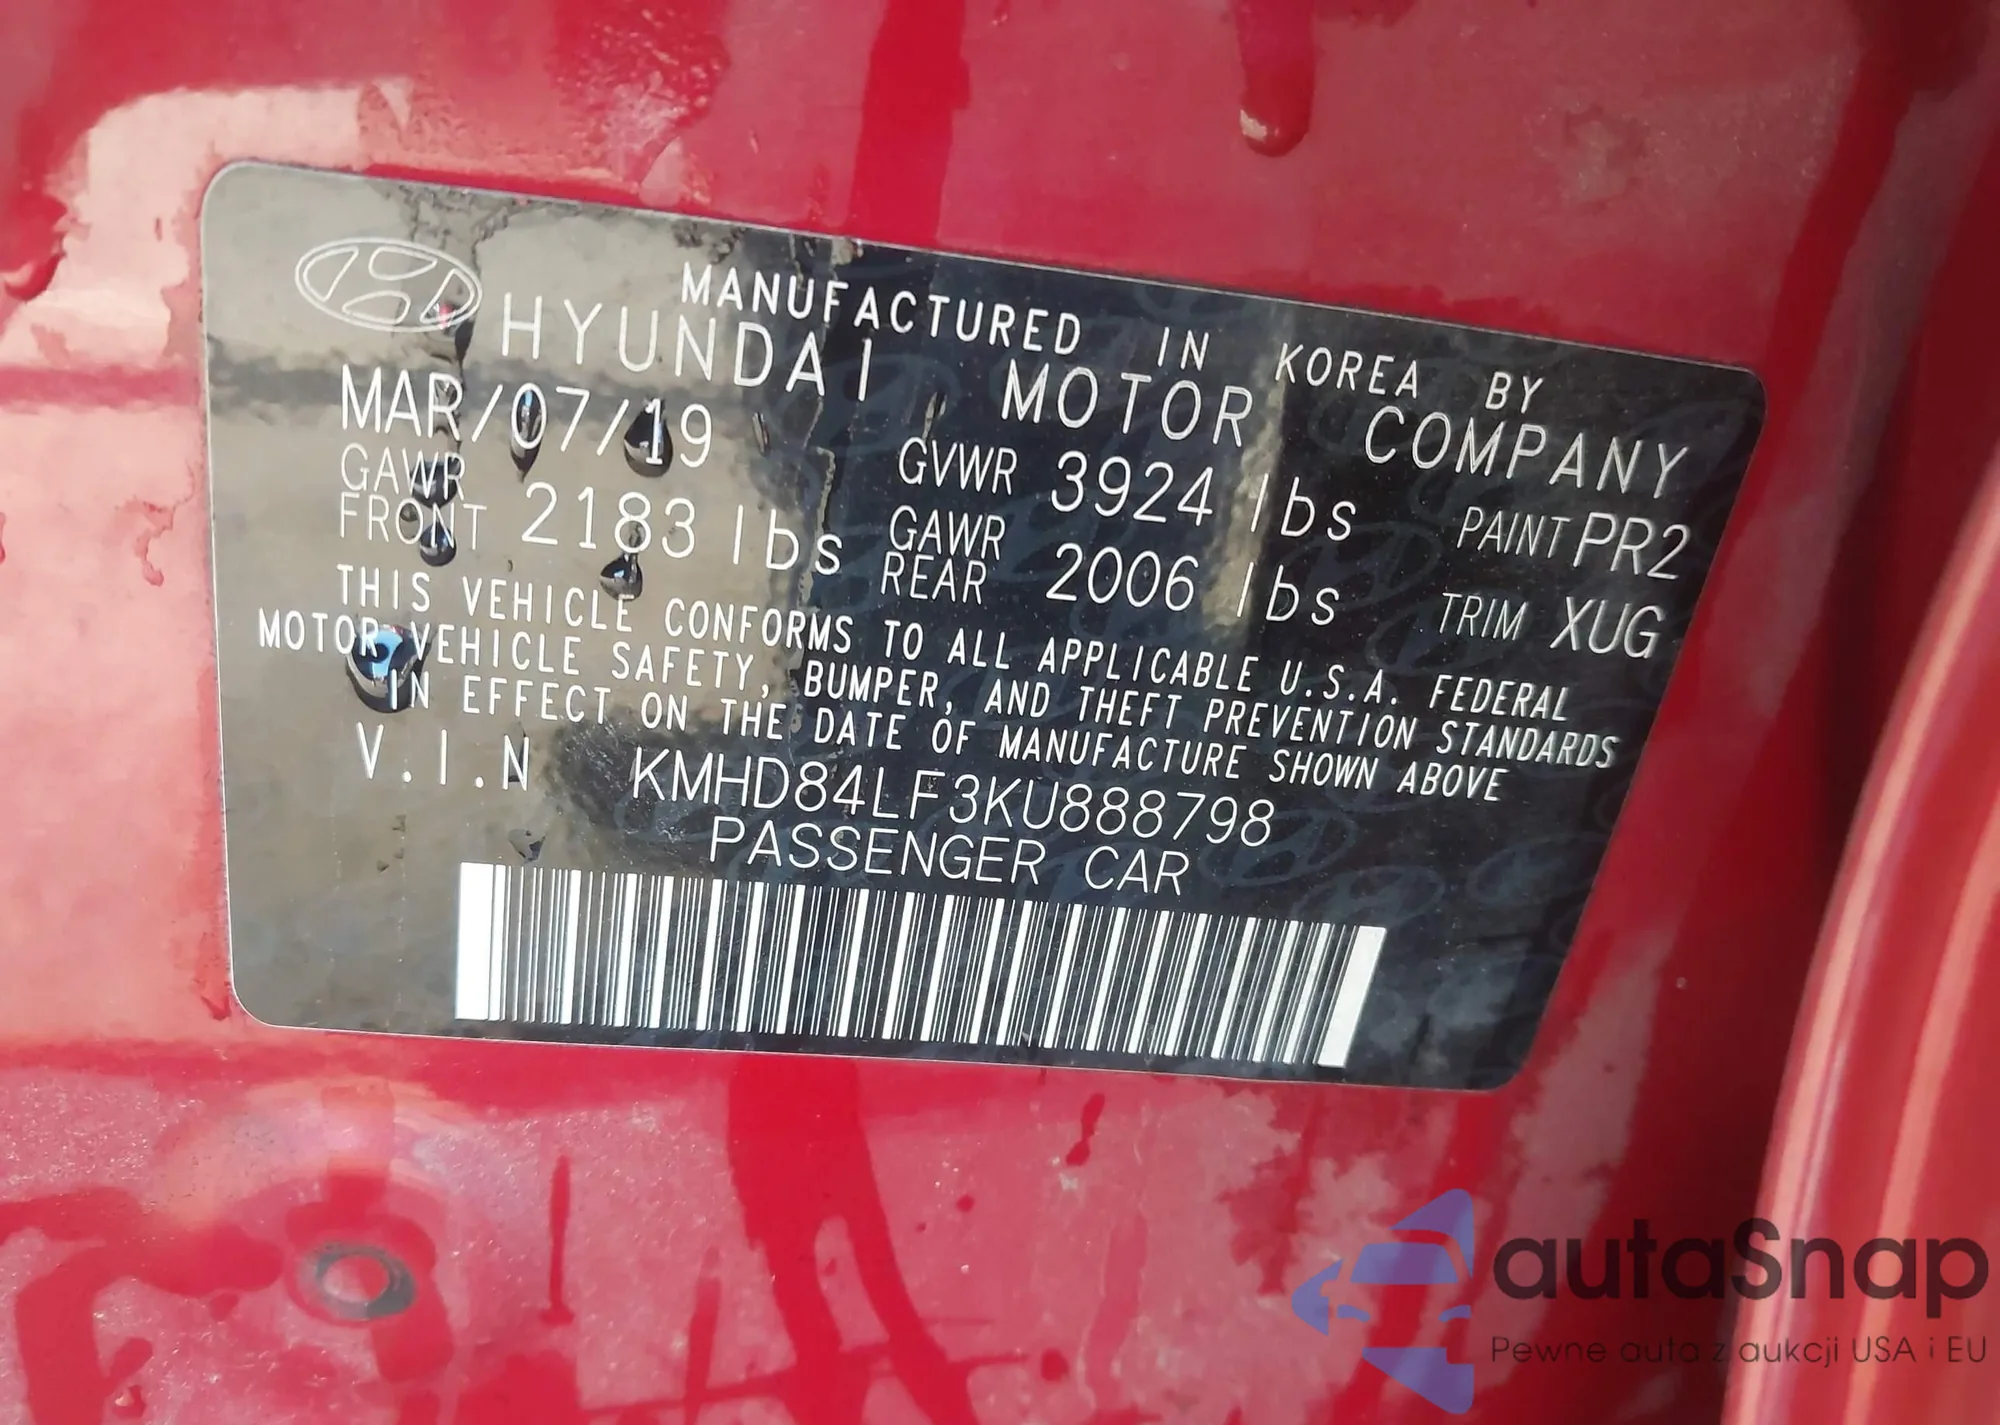 MANUFACTURED IN KOREA BY
HYUNDAI MOTOR COMPANY
MAR/07/19 GVWR 3924 lbs PAINT PR2
GAWR FRONT 2183 lbs GAWR REAR 2006 lbs TRIM XUG
THIS VEHICLE CONFORMS TO ALL APPLICABLE U.S.A. FEDERAL
MOTOR VEHICLE SAFETY, BUMPER, AND THEFT PREVENTION STANDARDS
IN EFFECT ON THE DATE OF MANUFACTURE SHOWN ABOVE
V.I.N KMHD84LF3KU888798
PASSENGER CAR
autaSnap
Pewne auta z aukcji USA i EU